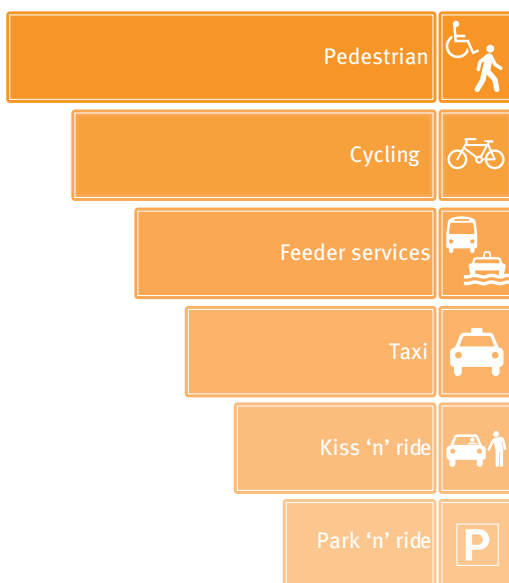 Pedestrian
Cycling
Feeder services
Taxi
Kiss ‘n’ ride
Park ‘n’ ride
P